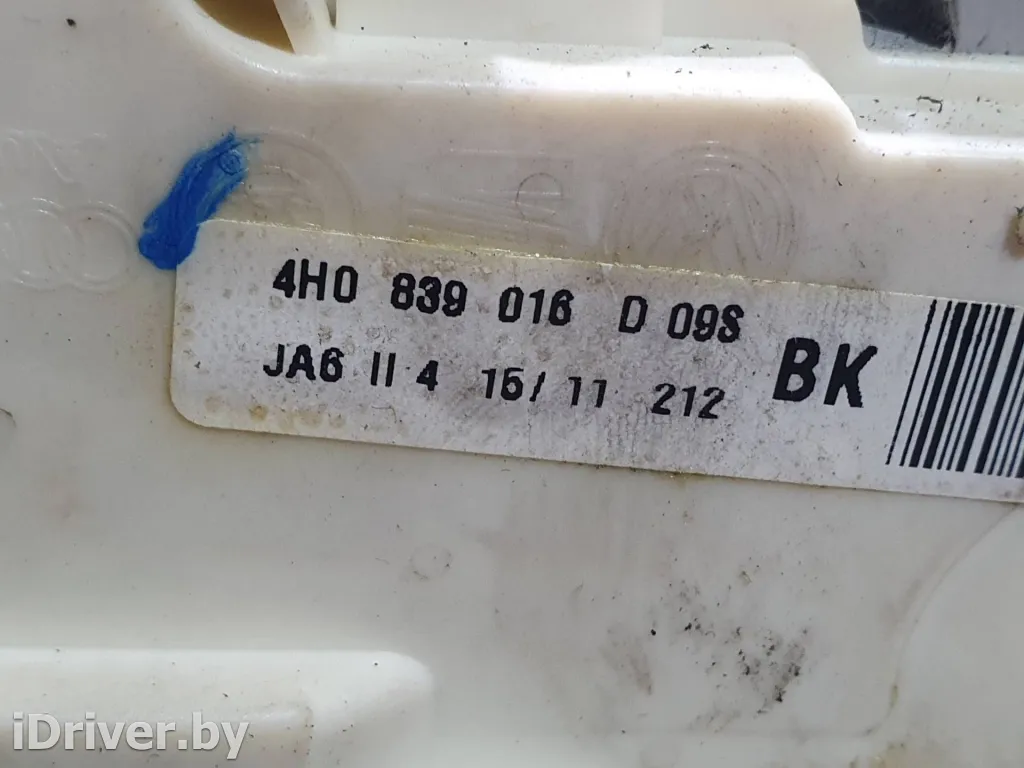 4H0 839 016 D 09S
JA6 II 4 15/ 11 212 BK
iDriver.by